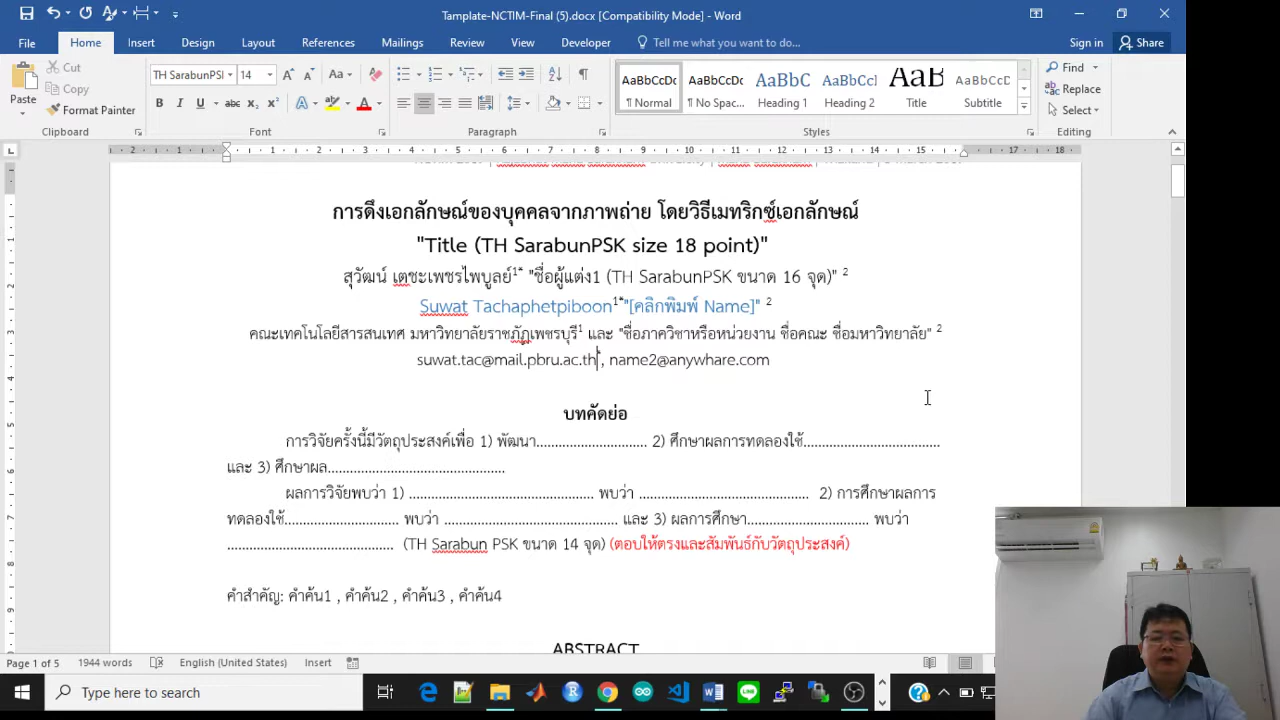 Tamplate-NCTIM-Final (5).docx [Compatibility Mode] - Word
File Home Insert Design Layout References Mailings Review View Developer Tell me what you want to do... Sign in Share
Cut
Copy
Format Painter
Paste
Clipboard
TH SarabunPSI 14
Font
Paragraph
AaBbCcDc AaBbCcDc AaBbC AaBbCcl AaB AaBbCcDc
¶ Normal ¶ No Spac... Heading 1 Heading 2 Title Subtitle
Styles
Find
Replace
Select
Editing
การดึงเอกลักษณ์ของบุคคลจากภาพถ่าย โดยวิธีเมทริกซ์เอกลักษณ์
"Title (TH SarabunPSK size 18 point)"
สุวัฒน์ เตชะเพชรไพบูลย์1* "ชื่อผู้แต่ง1 (TH SarabunPSK ขนาด 16 จุด)" 2
Suwat Tachaphetpiboon1*"[คลิกพิมพ์ Name]" 2
คณะเทคโนโลยีสารสนเทศ มหาวิทยาลัยราชภัฏเพชรบุรี1 และ "ชื่อภาควิชาหรือหน่วยงาน ชื่อคณะ ชื่อมหาวิทยาลัย" 2
suwat.tac@mail.pbru.ac.th*, name2@anywhare.com
บทคัดย่อ
การวิจัยครั้งนี้มีวัตถุประสงค์เพื่อ 1) พัฒนา............................ 2) ศึกษาผลการทดลองใช้...................................
และ 3) ศึกษาผล..............................................
ผลการวิจัยพบว่า 1) ................................................ พบว่า ............................................ 2) การศึกษาผลการ
ทดลองใช้............................. พบว่า ............................................. และ 3) ผลการศึกษา............................... พบว่า
........................................... (TH Sarabun PSK ขนาด 14 จุด) (ตอบให้ตรงและสัมพันธ์กับวัตถุประสงค์)
คำสำคัญ: คำค้น1 , คำค้น2 , คำค้น3 , คำค้น4
ABSTRACT
Page 1 of 5 1944 words English (United States) Insert
Type here to search